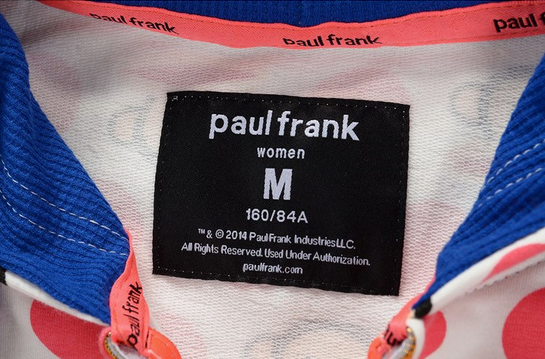 paul frank
paul frank
paul
paul frank
women
M
160/84A
™ & © 2014 Paul Frank Industries LLC.
All Rights Reserved. Used Under Authorization.
paulfrank.com
paul frank